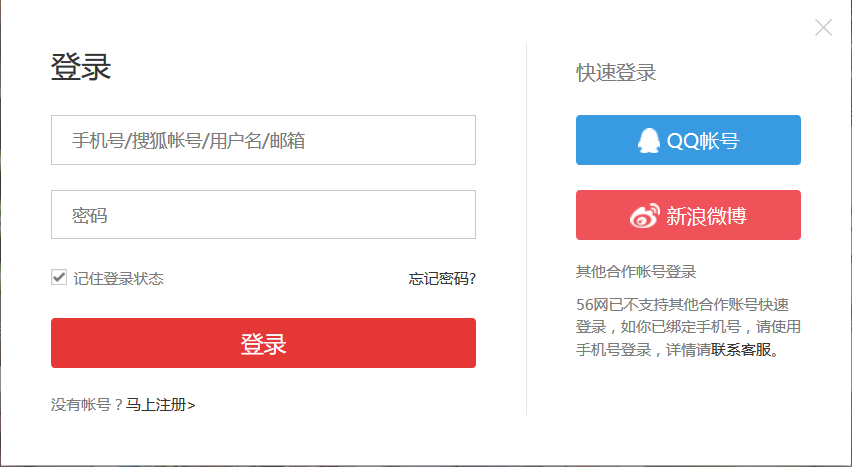 登录
手机号/搜狐帐号/用户名/邮箱
密码
记住登录状态
忘记密码?
登录
没有帐号？马上注册>
快速登录
QQ帐号
新浪微博
其他合作帐号登录
56网已不支持其他合作账号快速
登录，如你已绑定手机号，请使用
手机号登录，详情请联系客服。